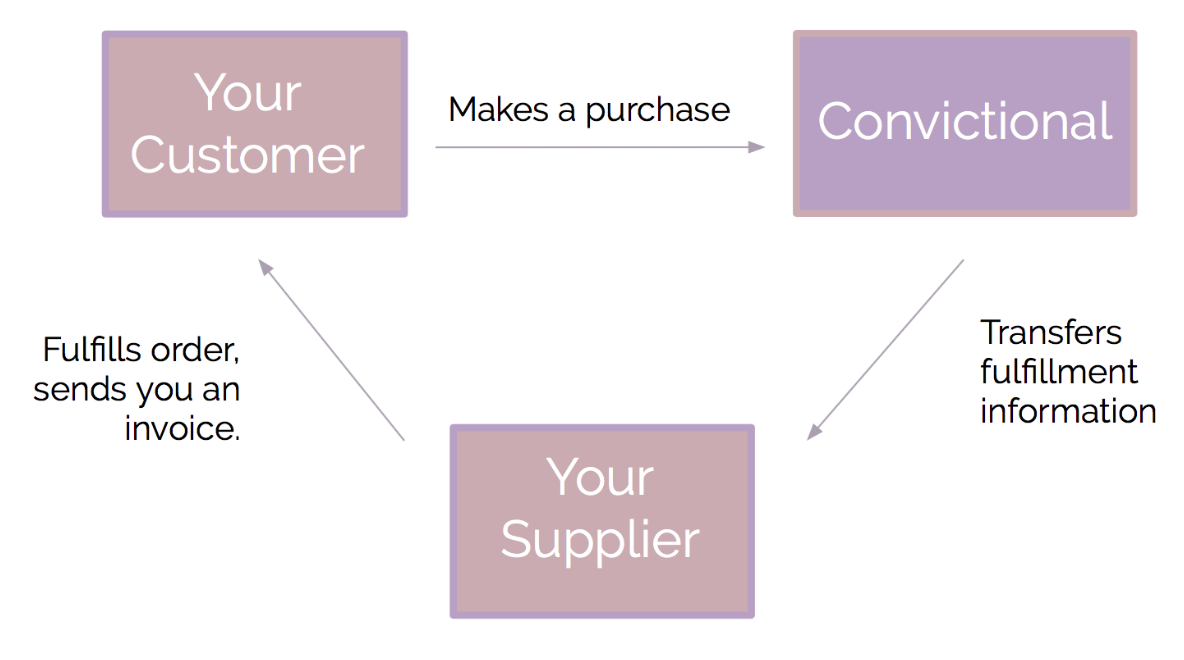 Your
Customer
Makes a purchase
Convictional
Transfers
fulfillment
information
Your
Supplier
Fulfills order,
sends you an
invoice.